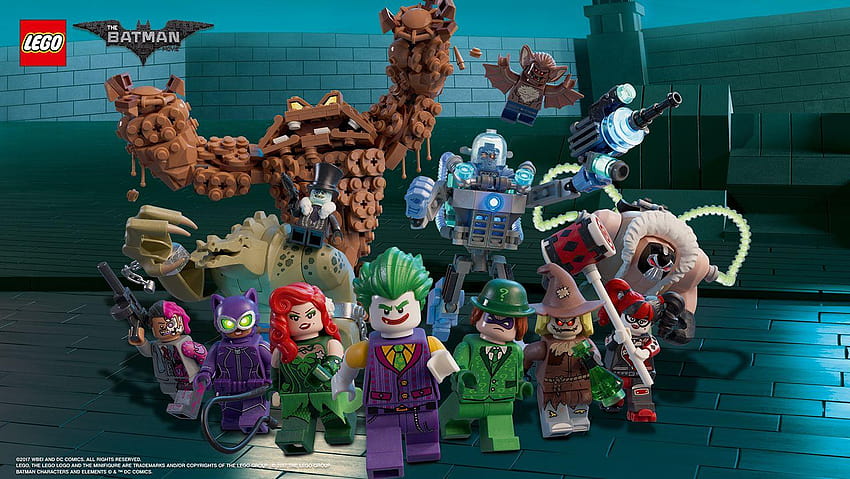 LEGO
THE
BATMAN
MOVIE
?
©2017 WBEI AND DC COMICS. ALL RIGHTS RESERVED.
LEGO, THE LEGO LOGO AND THE MINIFIGURE ARE TRADEMARKS AND/OR COPYRIGHTS OF THE LEGO GROUP. © 2017 THE LEGO GROUP.
BATMAN CHARACTERS AND ELEMENTS © & ™ DC COMICS.